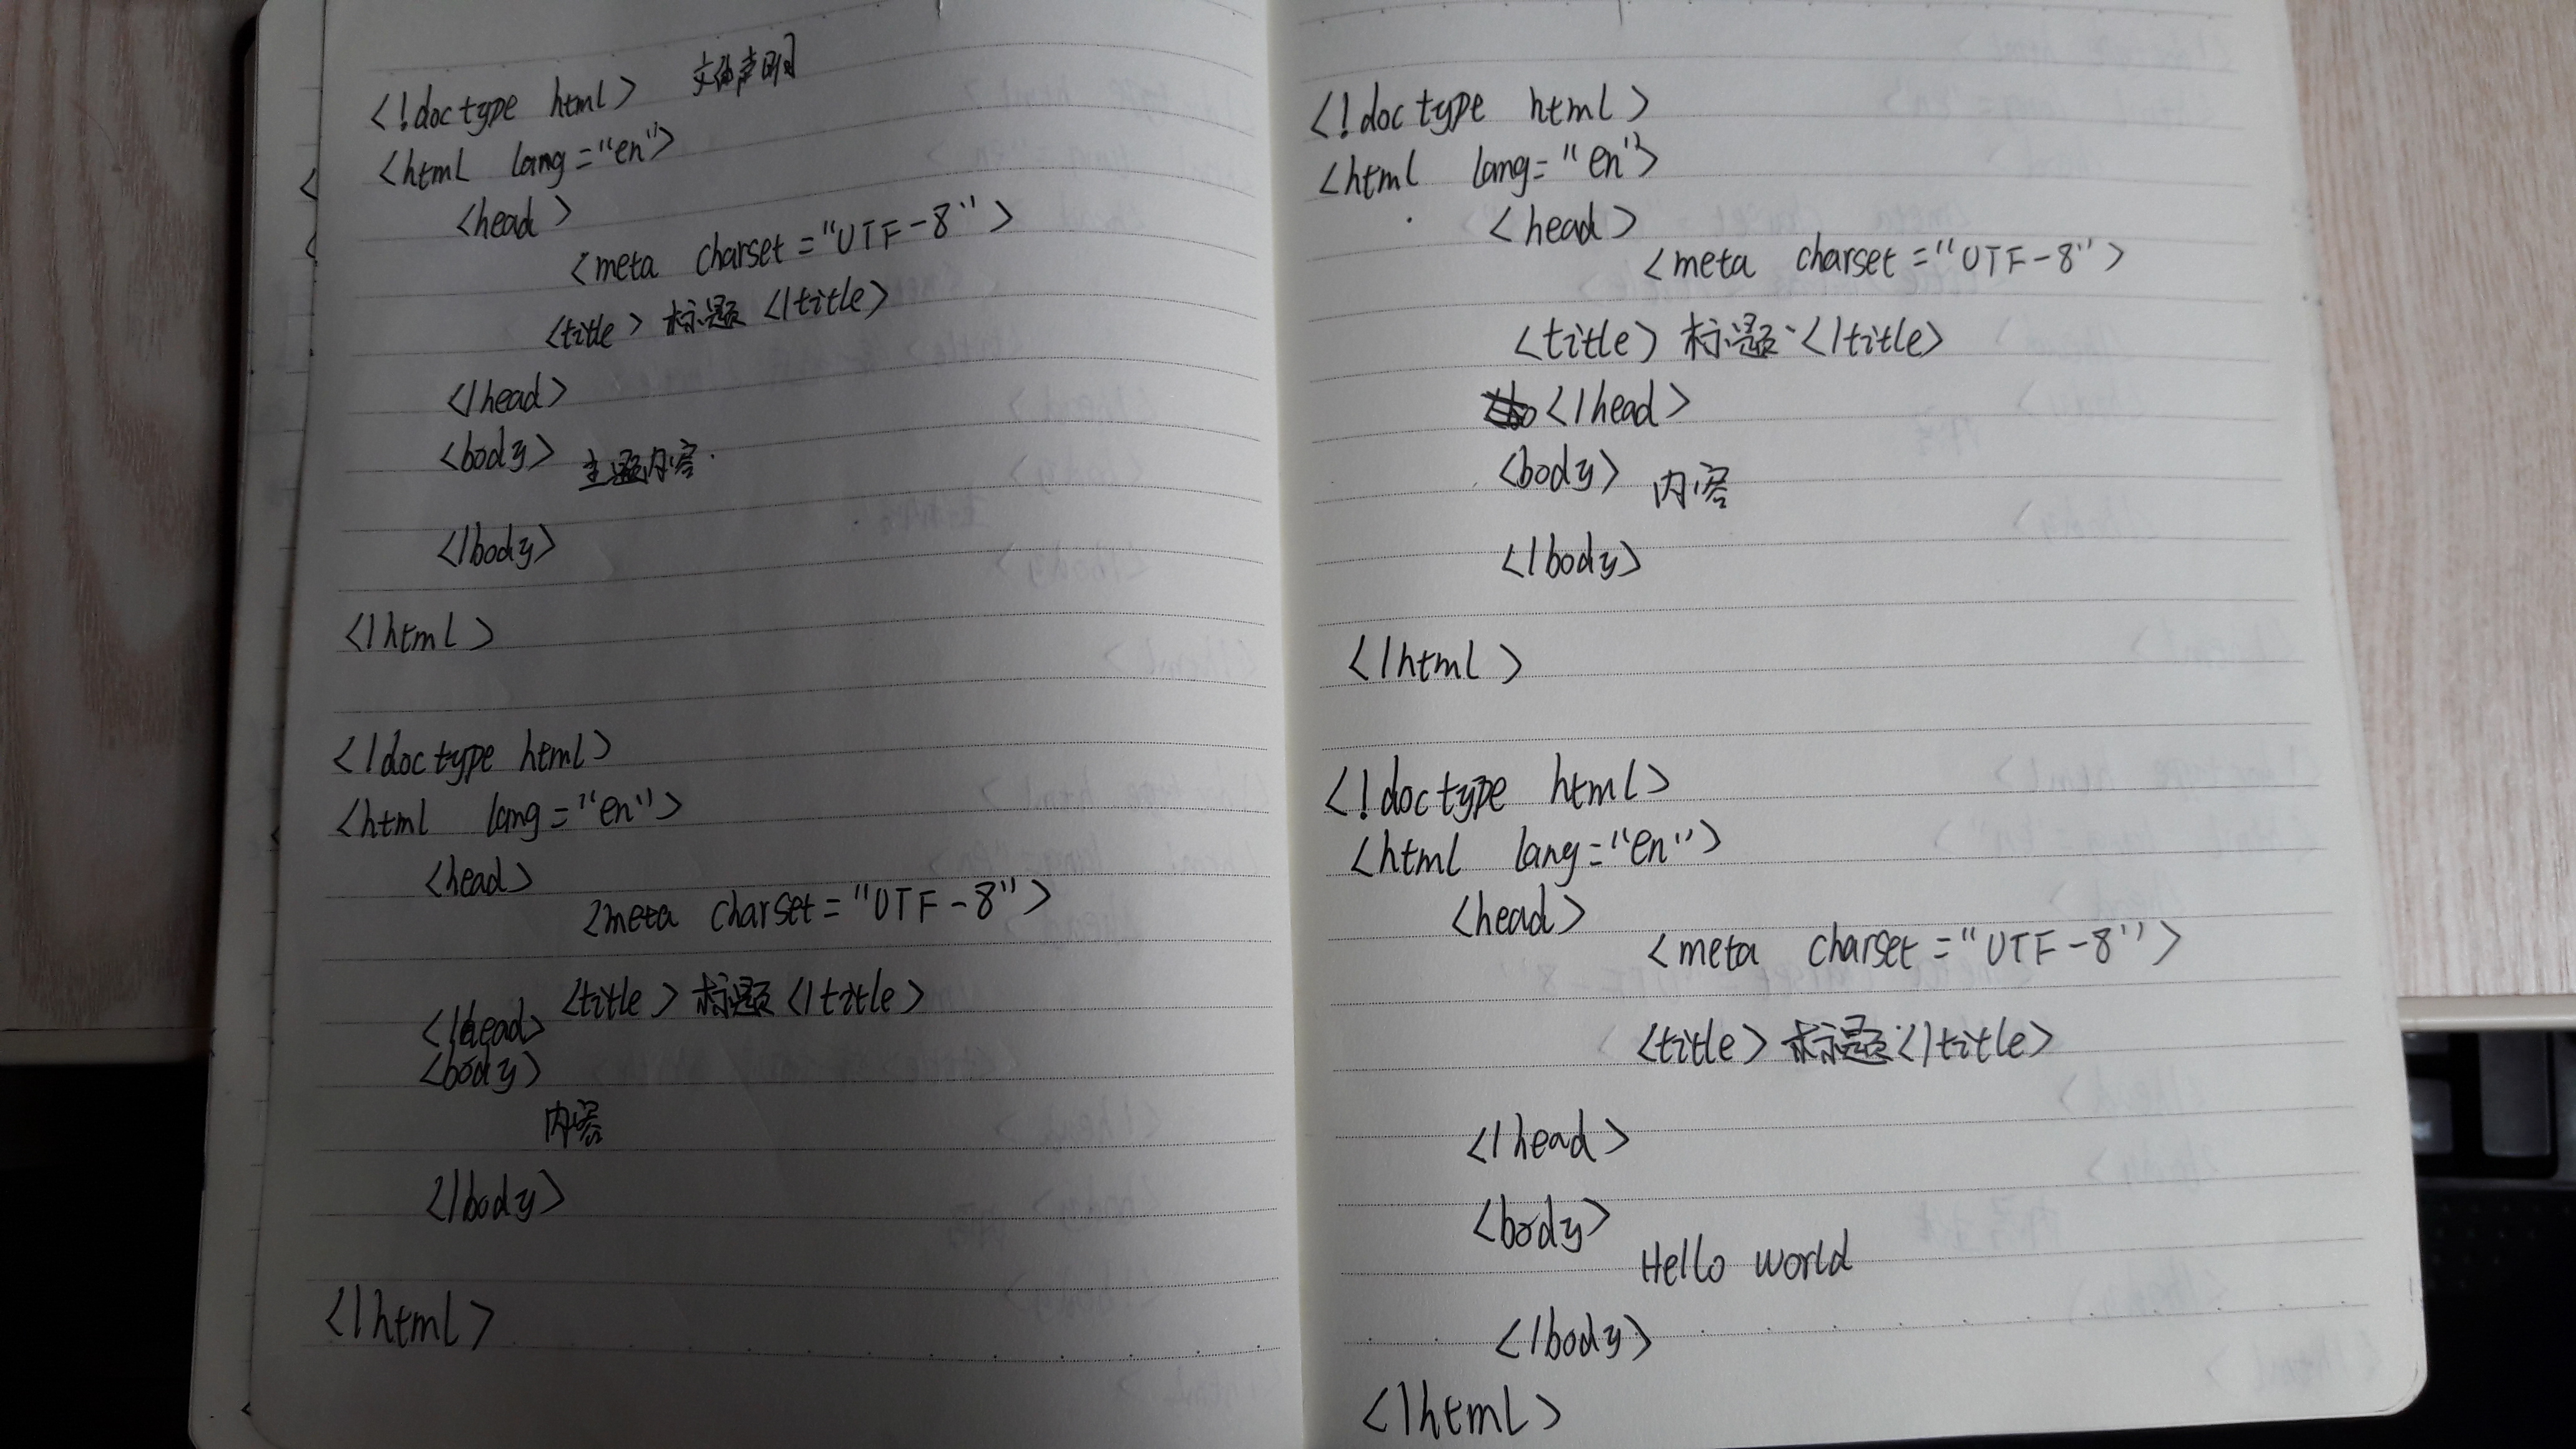 <!doctype html> 文档声明
<html lang="en">
<head>
<meta charset="UTF-8">
<title> 标题 </title>
</head>
<body> 主题内容.
</body>
</html>
<!doctype html>
<html lang="en">
<head>
<meta charset="UTF-8">
<title> 标题 </title>
</head>
<body>
内容
</body>
</html>
<!doctype html>
<html lang="en">
<head>
<meta charset="UTF-8">
<title> 标题 </title>
</head>
<body> 内容
</body>
</html>
<!doctype html>
<html lang="en">
<head>
<meta charset="UTF-8">
<title> 标题 </title>
</head>
<body>
Hello world
</body>
</html>